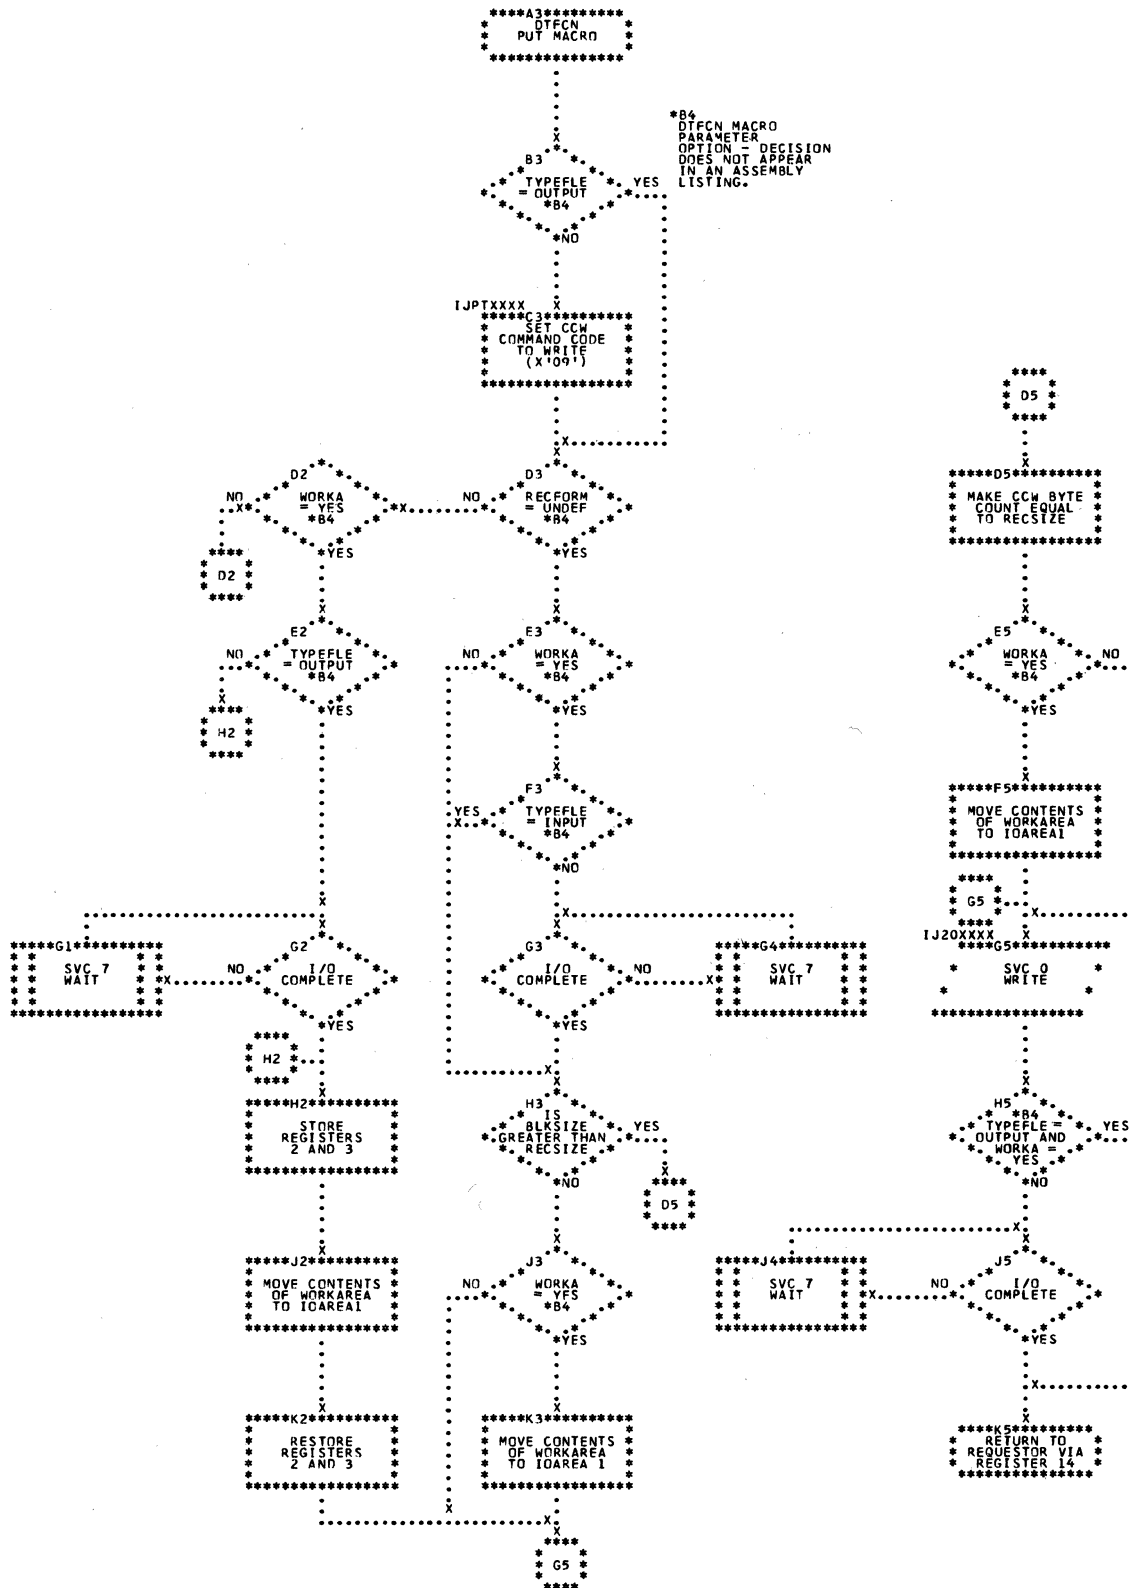 A3
DTFCN
PUT MACRO
*B4
DTFCN MACRO
PARAMETER
OPTION - DECISION
DOES NOT APPEAR
IN AN ASSEMBLY
LISTING.
B3
TYPEFLE
= OUTPUT
*B4
YES
NO
IJPTXXXX
C3
SET CCW
COMMAND CODE
TO WRITE
(X'09')
D5
D2
WORKA
= YES
*B4
NO
YES
D3
RECFORM
= UNDEF
*B4
NO
YES
D5
MAKE CCW BYTE
COUNT EQUAL
TO RECSIZE
D2
E2
TYPEFLE
= OUTPUT
*B4
NO
YES
E3
WORKA
= YES
*B4
NO
YES
E5
WORKA
= YES
*B4
NO
YES
H2
F3
TYPEFLE
= INPUT
*B4
YES
NO
F5
MOVE CONTENTS
OF WORKAREA
TO IOAREA1
G5
G1
SVC 7
WAIT
G2
I/O
COMPLETE
NO
YES
G3
I/O
COMPLETE
NO
YES
G4
SVC 7
WAIT
IJ20XXXX
G5
SVC 0
WRITE
H2
H2
STORE
REGISTERS
2 AND 3
H3
IS
BLKSIZE
GREATER THAN
RECSIZE
YES
NO
H5
*B4
TYPEFLE =
OUTPUT AND
WORKA =
YES
YES
NO
D5
J2
MOVE CONTENTS
OF WORKAREA
TO IOAREA1
J3
WORKA
= YES
*B4
NO
YES
J4
SVC 7
WAIT
J5
I/O
COMPLETE
NO
YES
K2
RESTORE
REGISTERS
2 AND 3
K3
MOVE CONTENTS
OF WORKAREA
TO IOAREA 1
K5
RETURN TO
REQUESTOR VIA
REGISTER 14
G5